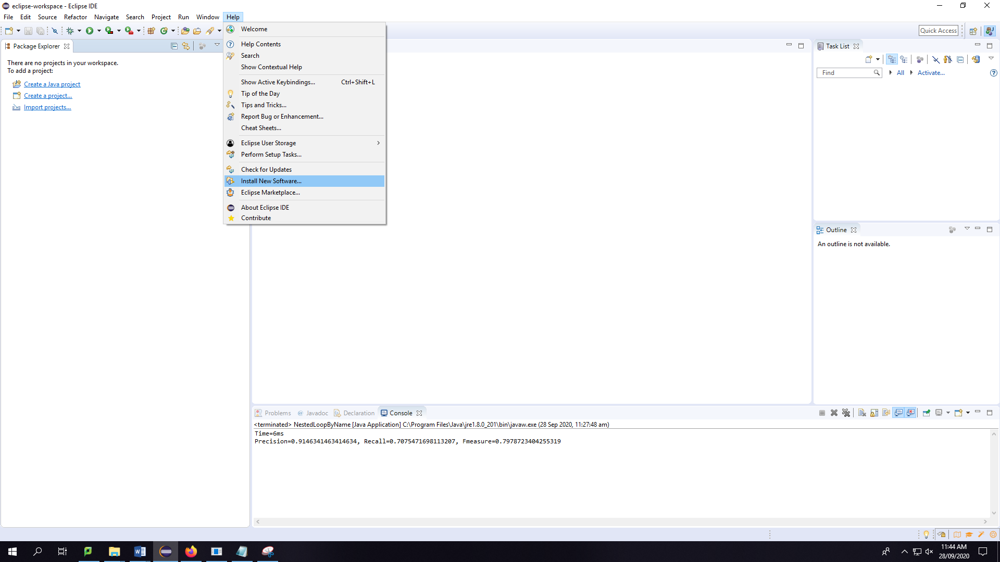 eclipse-workspace - Eclipse IDE
File Edit Source Refactor Navigate Search Project Run Window Help
Quick Access
Package Explorer
There are no projects in your workspace.
To add a project:
Create a Java project
Create a project...
Import projects...
Welcome
Help Contents
Search
Show Contextual Help
Show Active Keybindings... Ctrl+Shift+L
Tip of the Day
Tips and Tricks...
Report Bug or Enhancement...
Cheat Sheets...
Eclipse User Storage
Perform Setup Tasks...
Check for Updates
Install New Software...
Eclipse Marketplace...
About Eclipse IDE
Contribute
Task List
Find All Activate...
Outline
An outline is not available.
Problems @ Javadoc Declaration Console
<terminated> NestedLoopByName [Java Application] C:\Program Files\Java\jre1.8.0_201\bin\javaw.exe (28 Sep 2020, 11:27:48 am)
Time=6ms
Precision=0.9146341463414634, Recall=0.7075471698113207, Fmeasure=0.7978723404255319
11:44 AM
28/09/2020